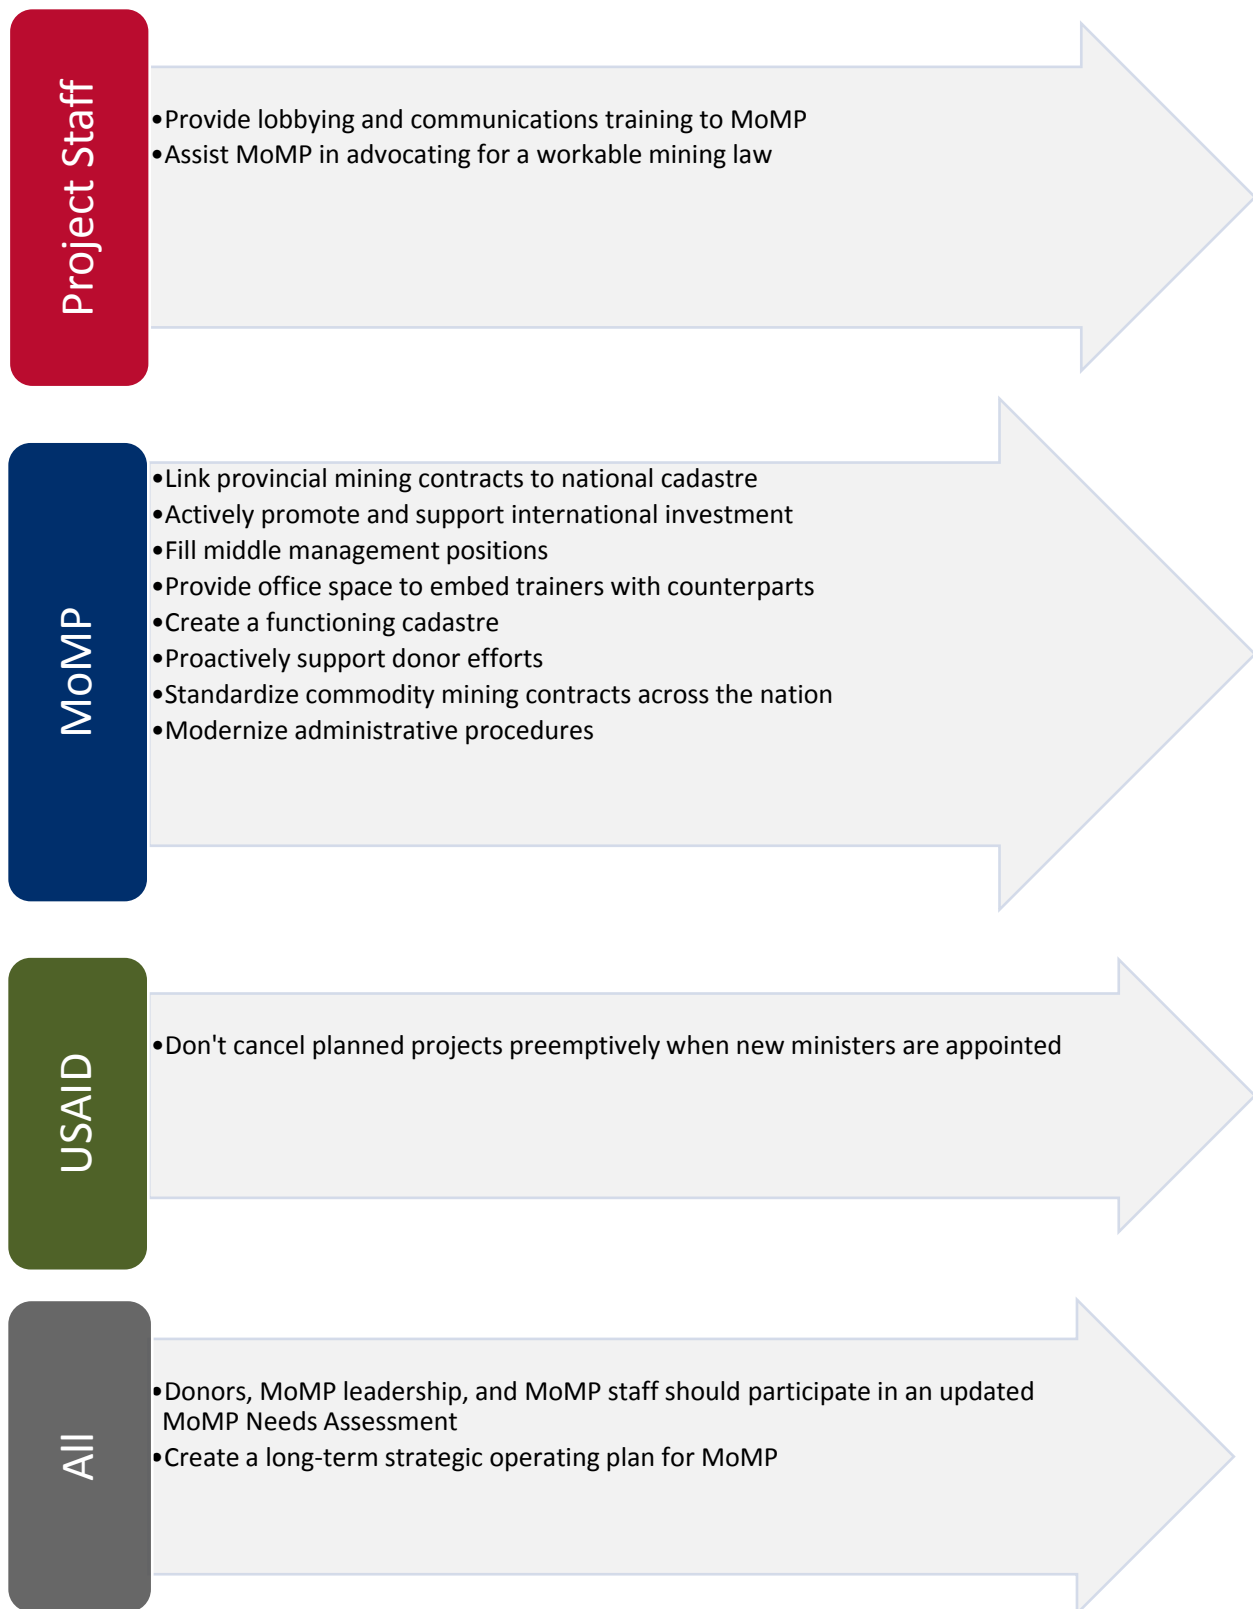 Project Staff
•Provide lobbying and communications training to MoMP
•Assist MoMP in advocating for a workable mining law
MoMP
•Link provincial mining contracts to national cadastre
•Actively promote and support international investment
•Fill middle management positions
•Provide office space to embed trainers with counterparts
•Create a functioning cadastre
•Proactively support donor efforts
•Standardize commodity mining contracts across the nation
•Modernize administrative procedures
USAID
•Don't cancel planned projects preemptively when new ministers are appointed
All
•Donors, MoMP leadership, and MoMP staff should participate in an updated
MoMP Needs Assessment
•Create a long-term strategic operating plan for MoMP